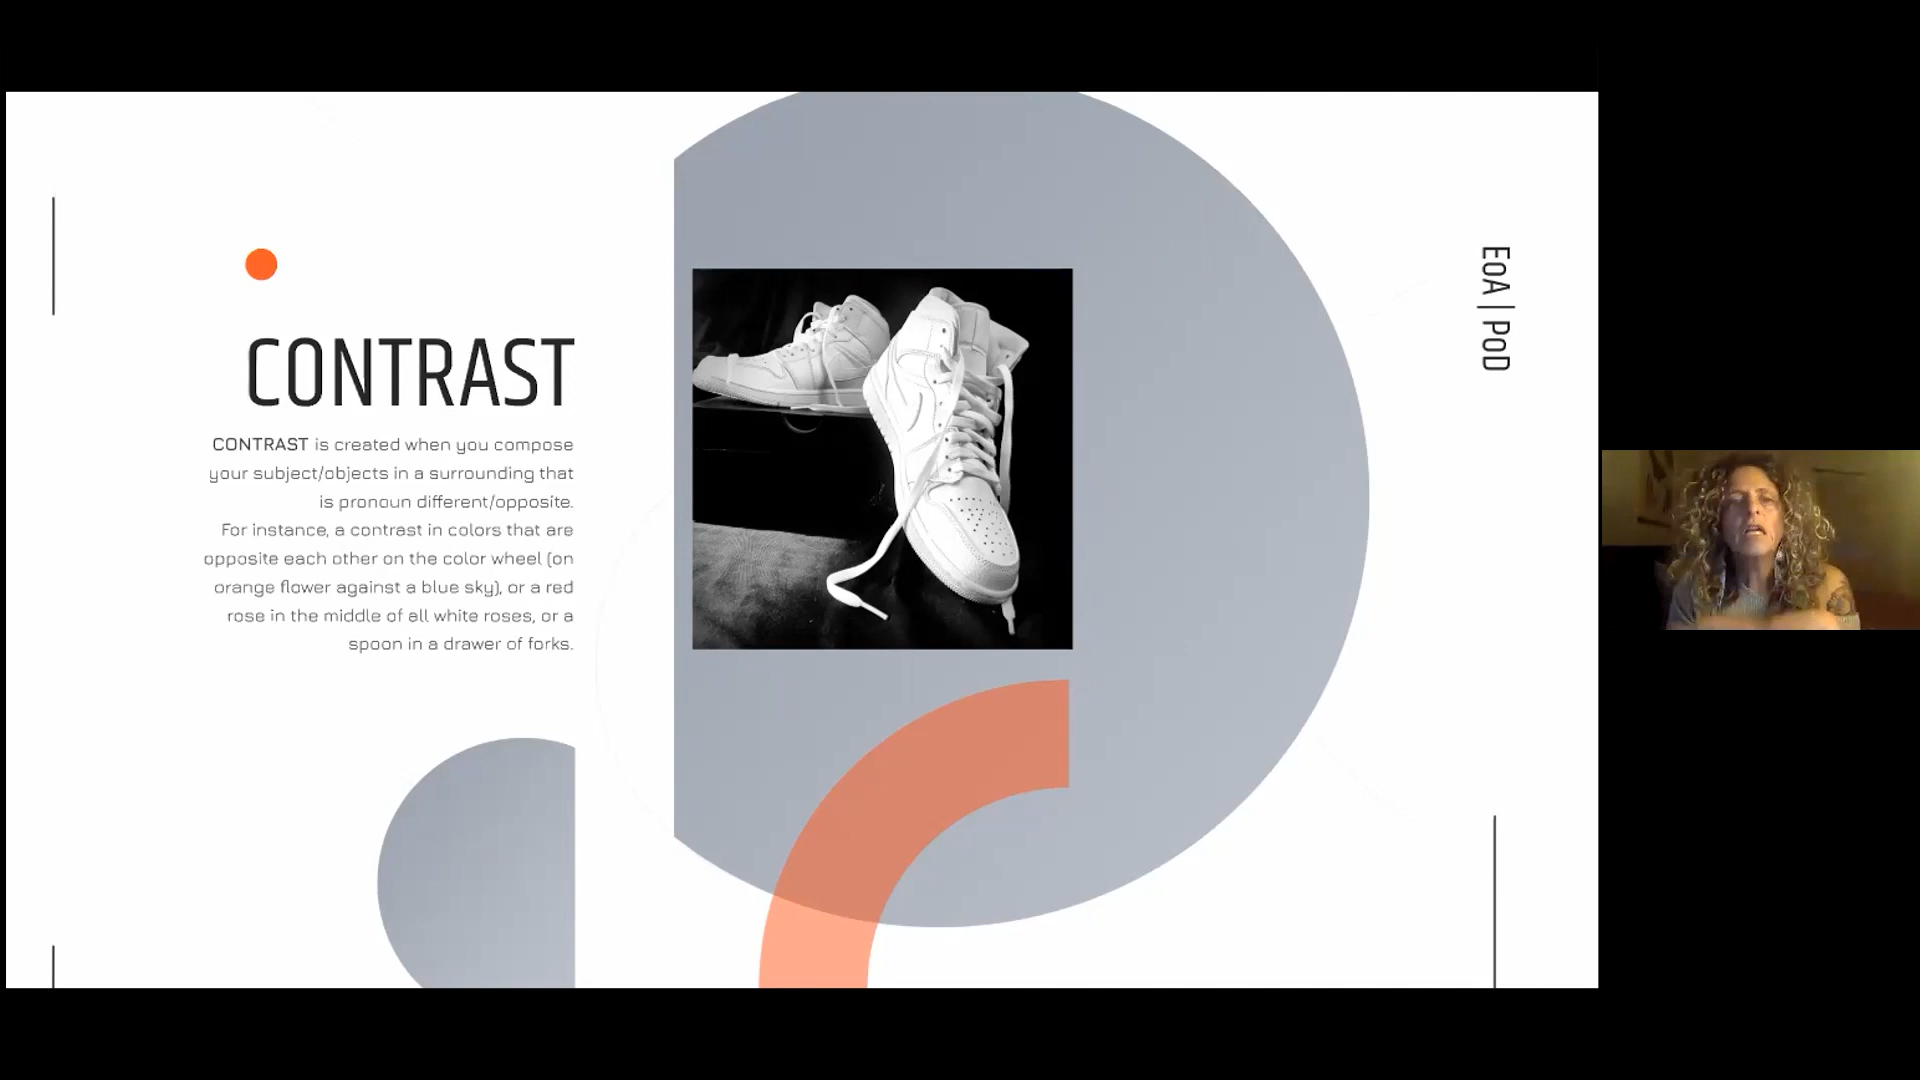 CONTRAST
CONTRAST is created when you compose
your subject/objects in a surrounding that
is pronoun different/opposite.
For instance, a contrast in colors that are
opposite each other on the color wheel (on
orange flower against a blue sky), or a red
rose in the middle of all white roses, or a
spoon in a drawer of forks.
EoA | PoD